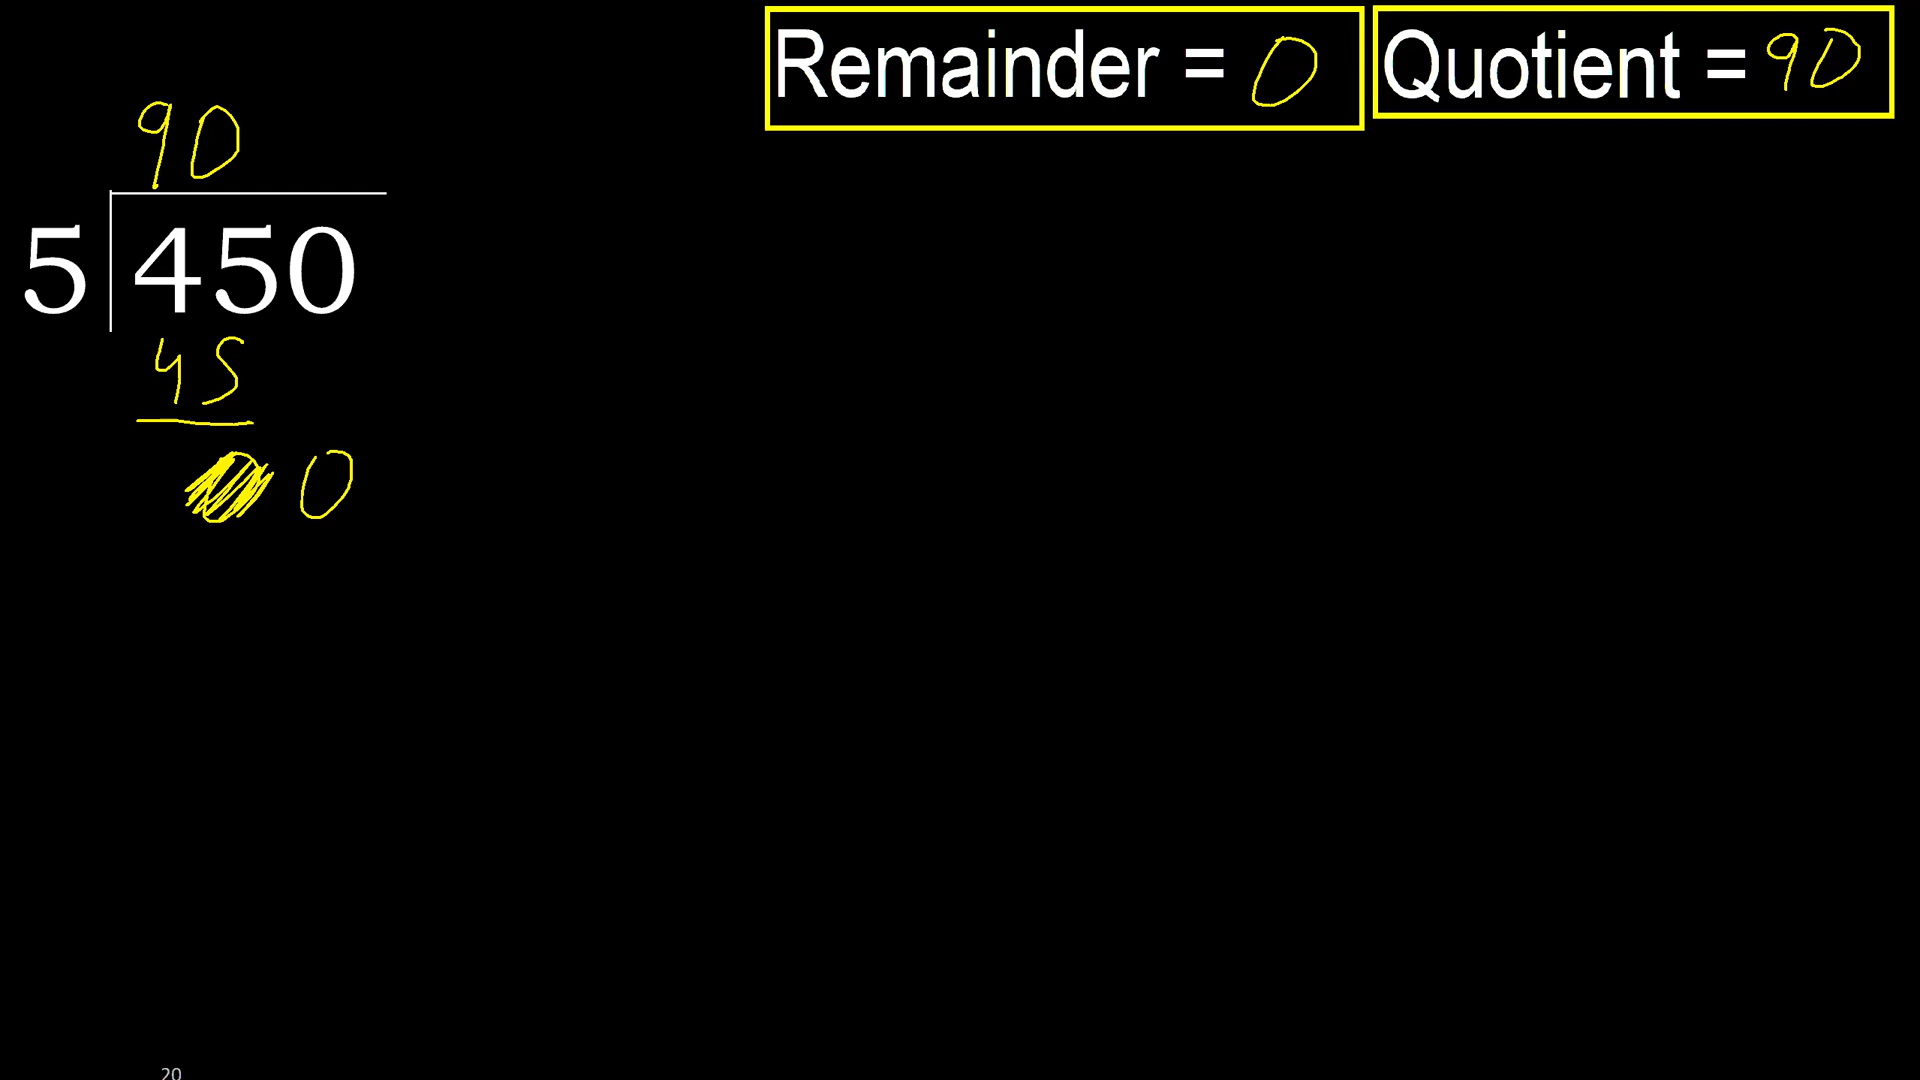 Remainder = 0
Quotient = 90
90
5 450
45
0
20